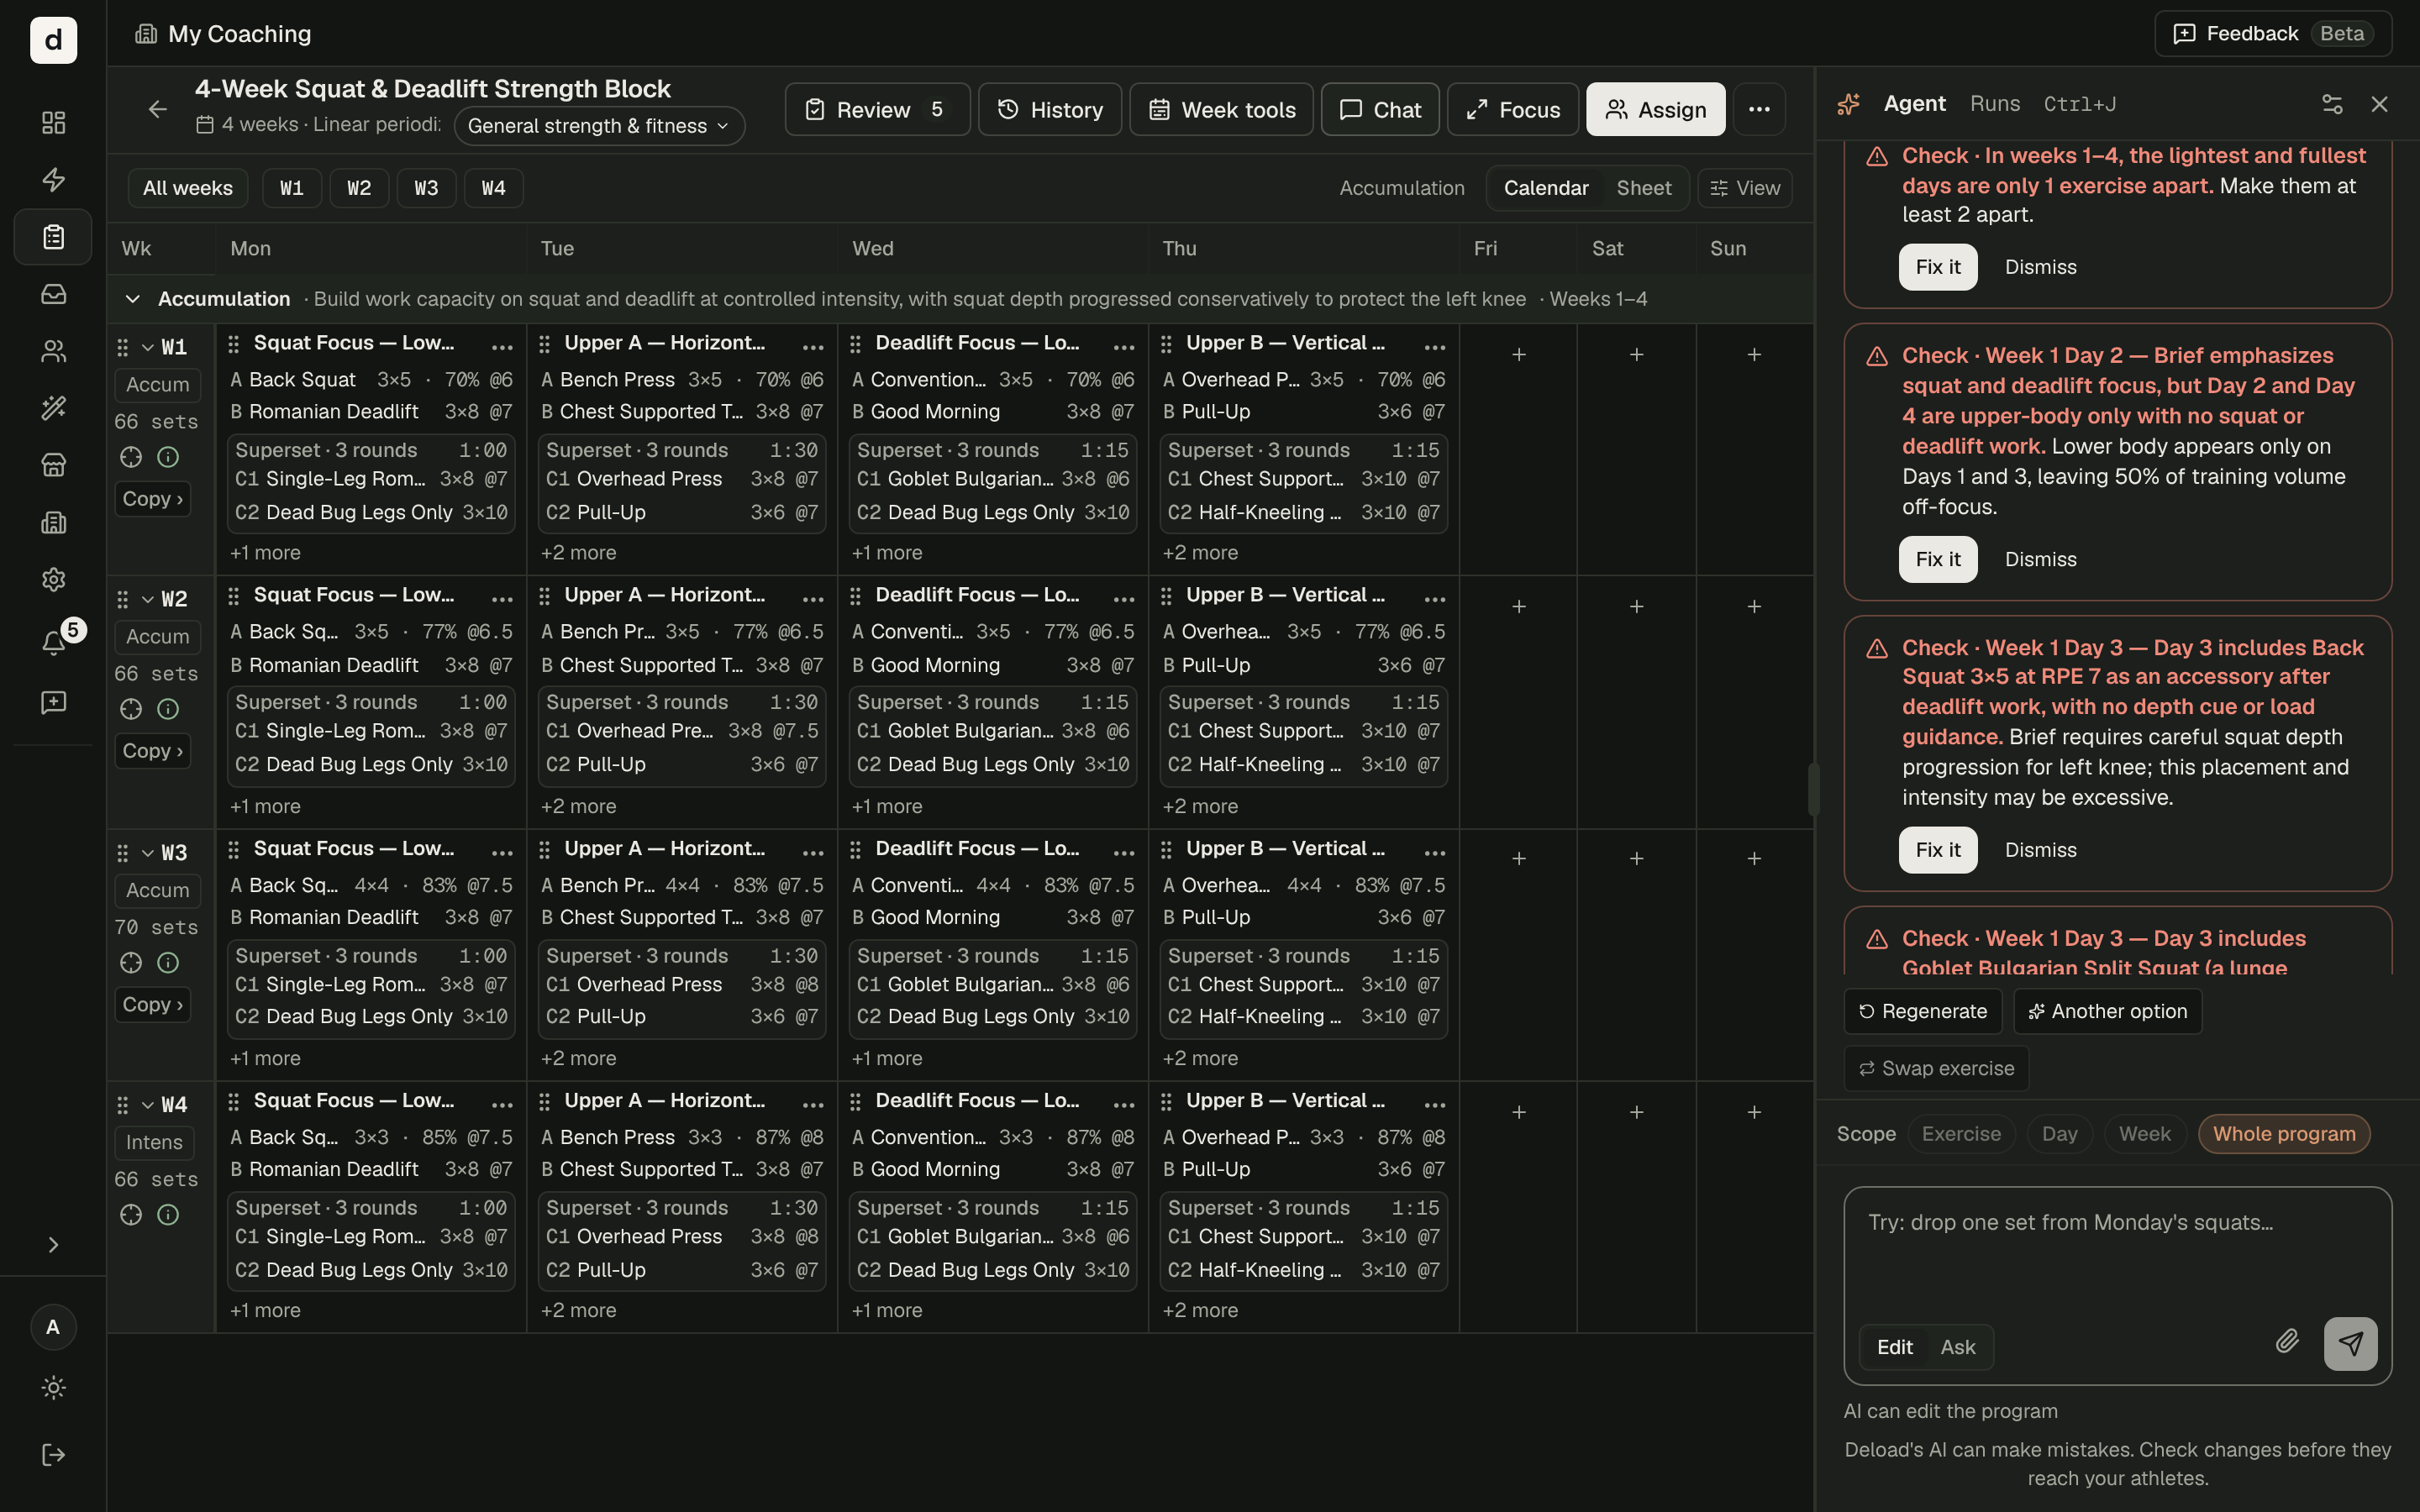 d
My Coaching
Feedback Beta
4-Week Squat & Deadlift Strength Block
4 weeks · Linear periodi
General strength & fitness
Review 5
History
Week tools
Chat
Focus
Assign
All weeks W1 W2 W3 W4
Accumulation Calendar Sheet View
Wk Mon Tue Wed Thu Fri Sat Sun
Accumulation · Build work capacity on squat and deadlift at controlled intensity, with squat depth progressed conservatively to protect the left knee · Weeks 1–4
W1
Accum
66 sets
Copy ›
Squat Focus — Low...
A Back Squat 3×5 · 70% @6
B Romanian Deadlift 3×8 @7
Superset · 3 rounds 1:00
C1 Single-Leg Rom... 3×8 @7
C2 Dead Bug Legs Only 3×10
+1 more
Upper A — Horizont...
A Bench Press 3×5 · 70% @6
B Chest Supported T... 3×8 @7
Superset · 3 rounds 1:30
C1 Overhead Press 3×8 @7
C2 Pull-Up 3×6 @7
+2 more
Deadlift Focus — Lo...
A Convention... 3×5 · 70% @6
B Good Morning 3×8 @7
Superset · 3 rounds 1:15
C1 Goblet Bulgarian... 3×8 @6
C2 Dead Bug Legs Only 3×10
+1 more
Upper B — Vertical ...
A Overhead P... 3×5 · 70% @6
B Pull-Up 3×6 @7
Superset · 3 rounds 1:15
C1 Chest Support... 3×10 @7
C2 Half-Kneeling ... 3×10 @7
+2 more
W2
Accum
66 sets
Copy ›
Squat Focus — Low...
A Back Sq... 3×5 · 77% @6.5
B Romanian Deadlift 3×8 @7
Superset · 3 rounds 1:00
C1 Single-Leg Rom... 3×8 @7
C2 Dead Bug Legs Only 3×10
+1 more
Upper A — Horizont...
A Bench Pr... 3×5 · 77% @6.5
B Chest Supported T... 3×8 @7
Superset · 3 rounds 1:30
C1 Overhead Pre... 3×8 @7.5
C2 Pull-Up 3×6 @7
+2 more
Deadlift Focus — Lo...
A Conventi... 3×5 · 77% @6.5
B Good Morning 3×8 @7
Superset · 3 rounds 1:15
C1 Goblet Bulgarian... 3×8 @6
C2 Dead Bug Legs Only 3×10
+1 more
Upper B — Vertical ...
A Overhea... 3×5 · 77% @6.5
B Pull-Up 3×6 @7
Superset · 3 rounds 1:15
C1 Chest Support... 3×10 @7
C2 Half-Kneeling ... 3×10 @7
+2 more
W3
Accum
70 sets
Copy ›
Squat Focus — Low...
A Back Sq... 4×4 · 83% @7.5
B Romanian Deadlift 3×8 @7
Superset · 3 rounds 1:00
C1 Single-Leg Rom... 3×8 @7
C2 Dead Bug Legs Only 3×10
+1 more
Upper A — Horizont...
A Bench Pr... 4×4 · 83% @7.5
B Chest Supported T... 3×8 @7
Superset · 3 rounds 1:30
C1 Overhead Press 3×8 @8
C2 Pull-Up 3×6 @7
+2 more
Deadlift Focus — Lo...
A Conventi... 4×4 · 83% @7.5
B Good Morning 3×8 @7
Superset · 3 rounds 1:15
C1 Goblet Bulgarian... 3×8 @6
C2 Dead Bug Legs Only 3×10
+1 more
Upper B — Vertical ...
A Overhea... 4×4 · 83% @7.5
B Pull-Up 3×6 @7
Superset · 3 rounds 1:15
C1 Chest Support... 3×10 @7
C2 Half-Kneeling ... 3×10 @7
+2 more
W4
Intens
66 sets
Squat Focus — Low...
A Back Sq... 3×3 · 85% @7.5
B Romanian Deadlift 3×8 @7
Superset · 3 rounds 1:00
C1 Single-Leg Rom... 3×8 @7
C2 Dead Bug Legs Only 3×10
+1 more
Upper A — Horizont...
A Bench Press 3×3 · 87% @8
B Chest Supported T... 3×8 @7
Superset · 3 rounds 1:30
C1 Overhead Press 3×8 @8
C2 Pull-Up 3×6 @7
+2 more
Deadlift Focus — Lo...
A Convention... 3×3 · 87% @8
B Good Morning 3×8 @7
Superset · 3 rounds 1:15
C1 Goblet Bulgarian... 3×8 @6
C2 Dead Bug Legs Only 3×10
+1 more
Upper B — Vertical ...
A Overhead P... 3×3 · 87% @8
B Pull-Up 3×6 @7
Superset · 3 rounds 1:15
C1 Chest Support... 3×10 @7
C2 Half-Kneeling ... 3×10 @7
+2 more
5
A
Agent Runs Ctrl+J
Check · In weeks 1–4, the lightest and fullest
days are only 1 exercise apart. Make them at
least 2 apart.
Fix it Dismiss
Check · Week 1 Day 2 — Brief emphasizes
squat and deadlift focus, but Day 2 and Day
4 are upper-body only with no squat or
deadlift work. Lower body appears only on
Days 1 and 3, leaving 50% of training volume
off-focus.
Fix it Dismiss
Check · Week 1 Day 3 — Day 3 includes Back
Squat 3×5 at RPE 7 as an accessory after
deadlift work, with no depth cue or load
guidance. Brief requires careful squat depth
progression for left knee; this placement and
intensity may be excessive.
Fix it Dismiss
Check · Week 1 Day 3 — Day 3 includes
Goblet Bulgarian Split Squat (a lunge
Regenerate Another option
Swap exercise
Scope Exercise Day Week Whole program
Try: drop one set from Monday's squats...
Edit Ask
AI can edit the program
Deload's AI can make mistakes. Check changes before they
reach your athletes.